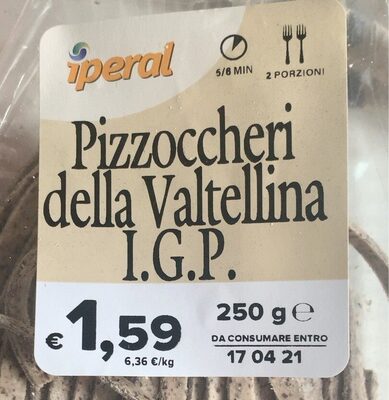 iperal
5/6 MIN
2 PORZIONI
Pizzoccheri
della Valtellina
I.G.P.
€ 1,59
6,36 €/kg
250 g ℮
DA CONSUMARE ENTRO
17 04 21